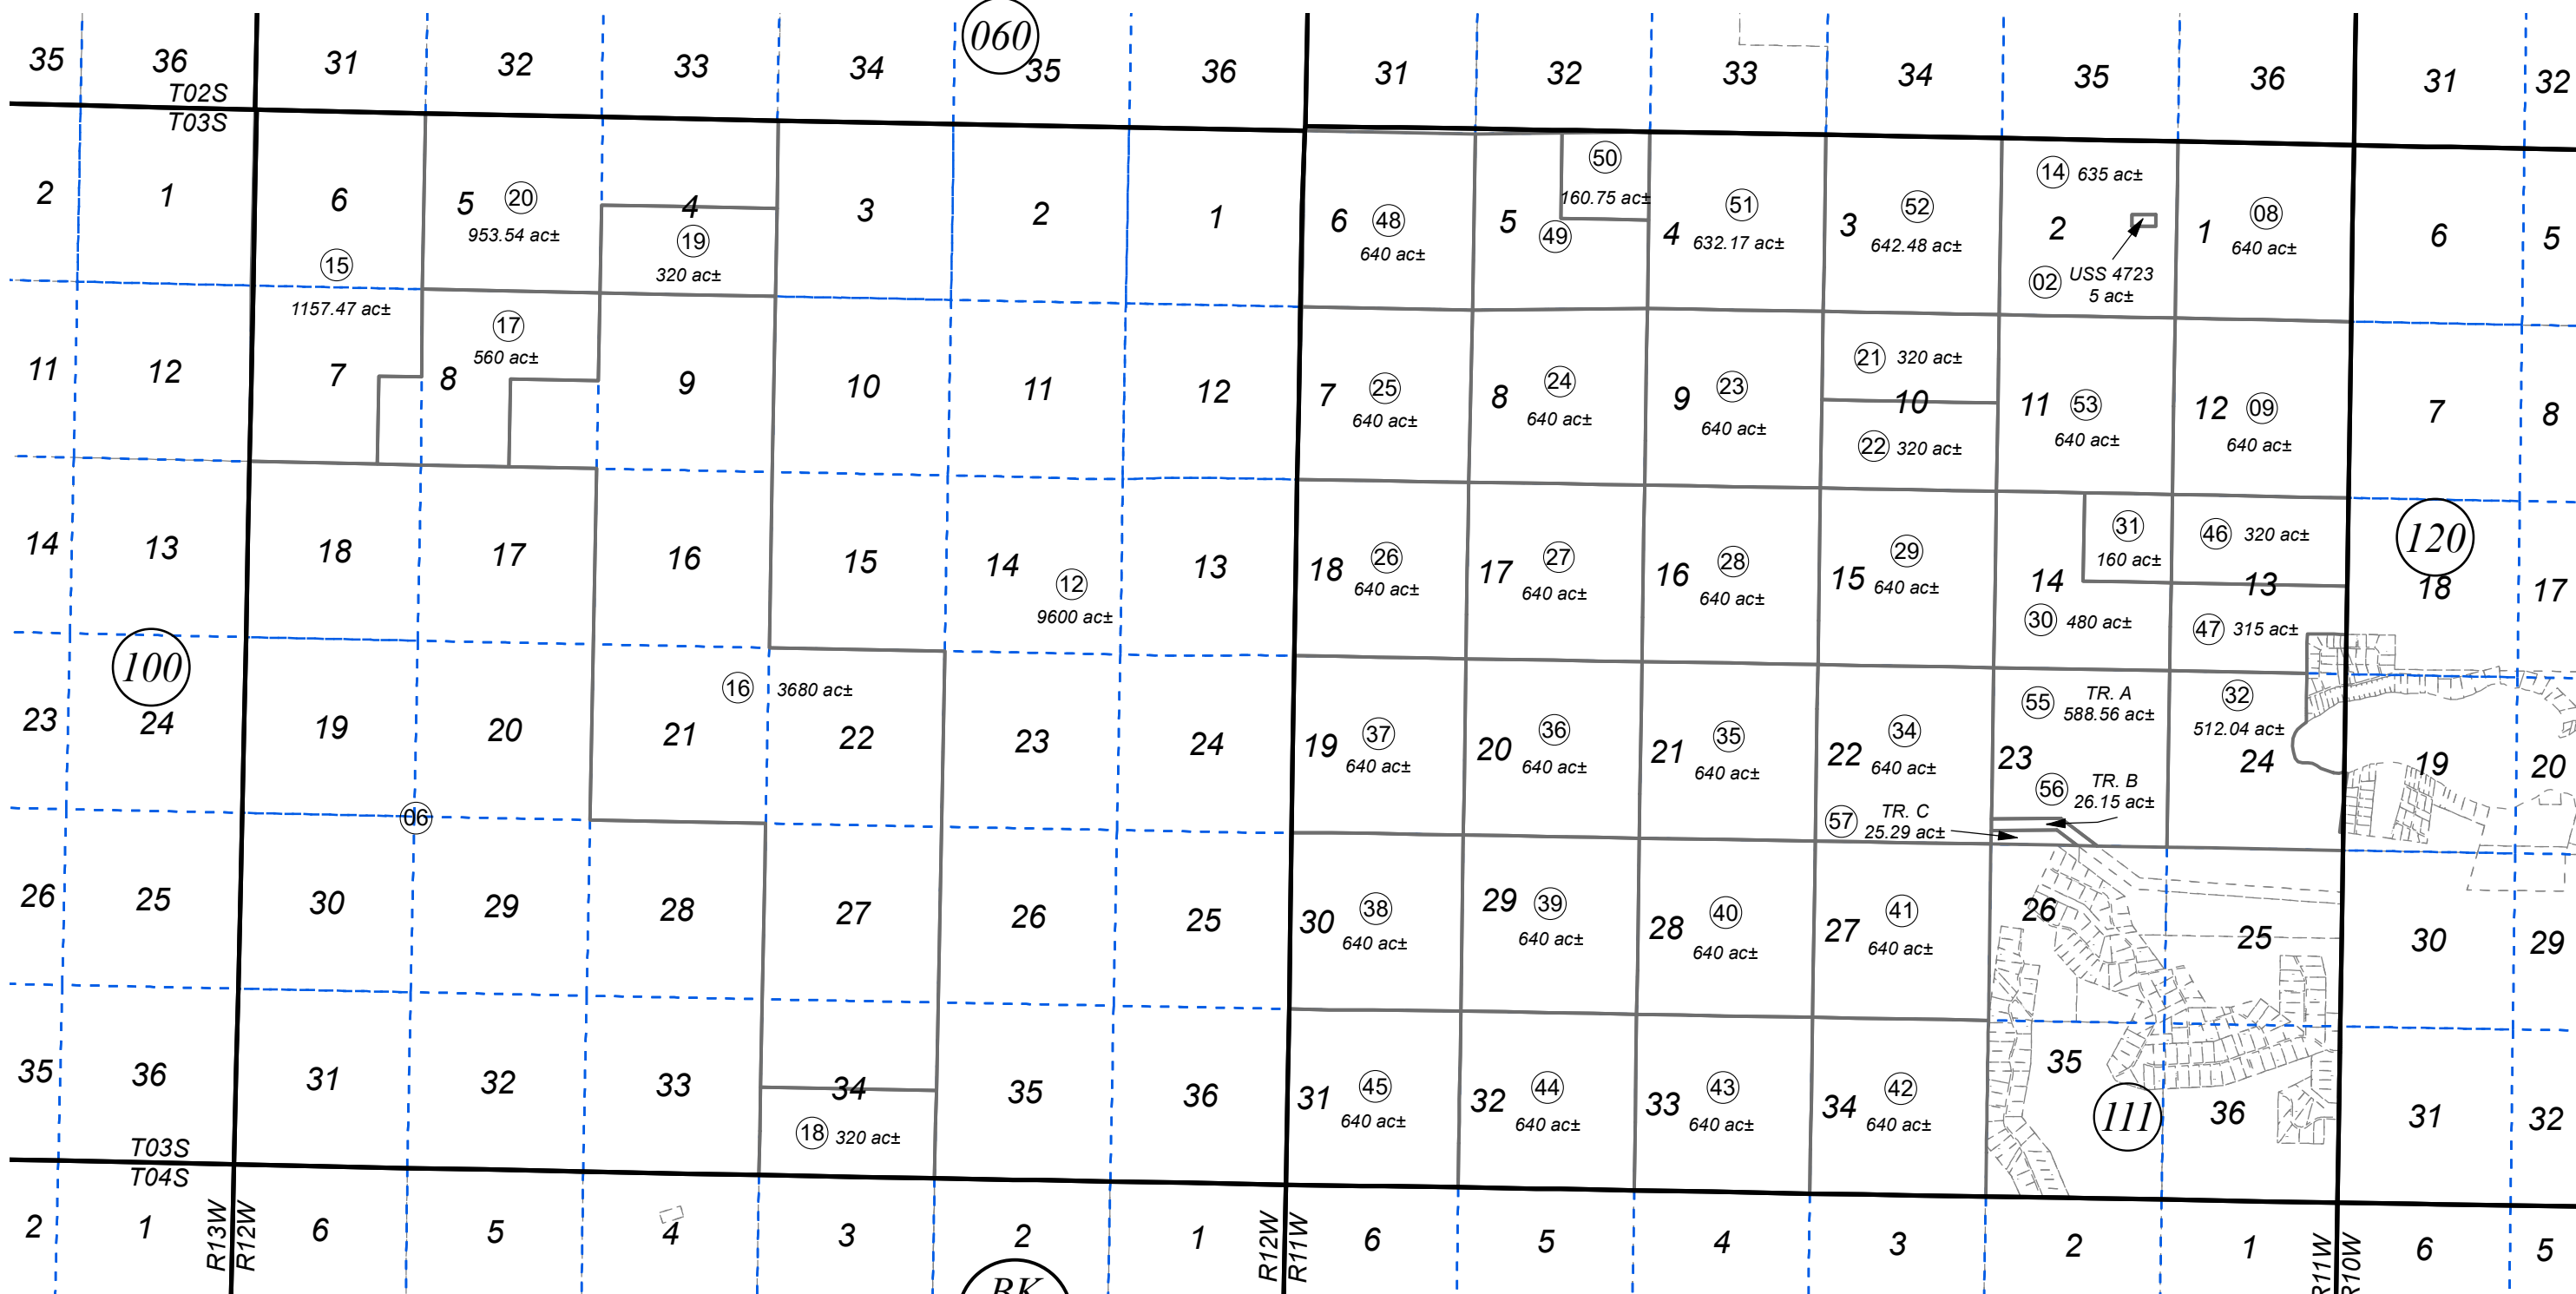 060
35 36 31 32 33 34 35 36 31 32 33 34 35 36 31 32
T02S
T03S
2 1 6 5 20 4 3 2 1 6 48 5 50 4 51 3 52 14 635 ac± 1 08 6 5
953.54 ac±
19
320 ac±
15
1157.47 ac±
640 ac±
160.75 ac±
49
632.17 ac±
642.48 ac±
2
640 ac±
02 USS 4723
5 ac±
11 12 7 8 17 9 10 11 12 7 25 8 24 9 23 21 320 ac± 11 53 12 09 7 8
560 ac±
640 ac± 640 ac± 640 ac± 10 640 ac± 640 ac±
22 320 ac±
14 13 18 17 16 15 14 12 13 18 26 17 27 16 28 15 29 14 31 46 320 ac± 120
9600 ac±
640 ac± 640 ac± 640 ac± 640 ac± 160 ac± 13 18 17
30 480 ac± 47 315 ac±
100
16 3680 ac±
55 TR. A
588.56 ac±
32
512.04 ac±
23 24 19 20 21 22 23 24 19 37 20 36 21 35 22 34 23 24 19 20
640 ac± 640 ac± 640 ac± 640 ac±
56 TR. B
26.15 ac±
57 TR. C
25.29 ac±
06
26 25 30 29 28 27 26 25 30 38 29 39 28 40 27 41 26 25 30 29
640 ac± 640 ac± 640 ac± 640 ac±
35 36 31 32 33 34 35 36 31 45 32 44 33 43 34 42 35 36 31 32
640 ac± 640 ac± 640 ac± 640 ac±
111
18 320 ac±
T03S
T04S
2 1 6 5 4 3 2 1 6 5 4 3 2 1 6 5
R13W
R12W
R12W
R11W
R11W
R10W
BK